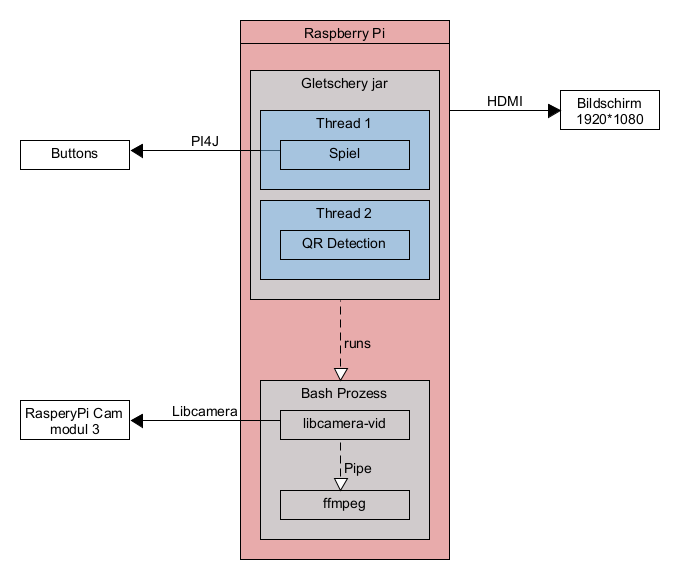 Raspberry Pi
Gletschery jar
Thread 1
Spiel
Thread 2
QR Detection
HDMI
Bildschirm
1920*1080
PI4J
Buttons
runs
Bash Prozess
libcamera-vid
Libcamera
RasperyPi Cam
modul 3
Pipe
ffmpeg